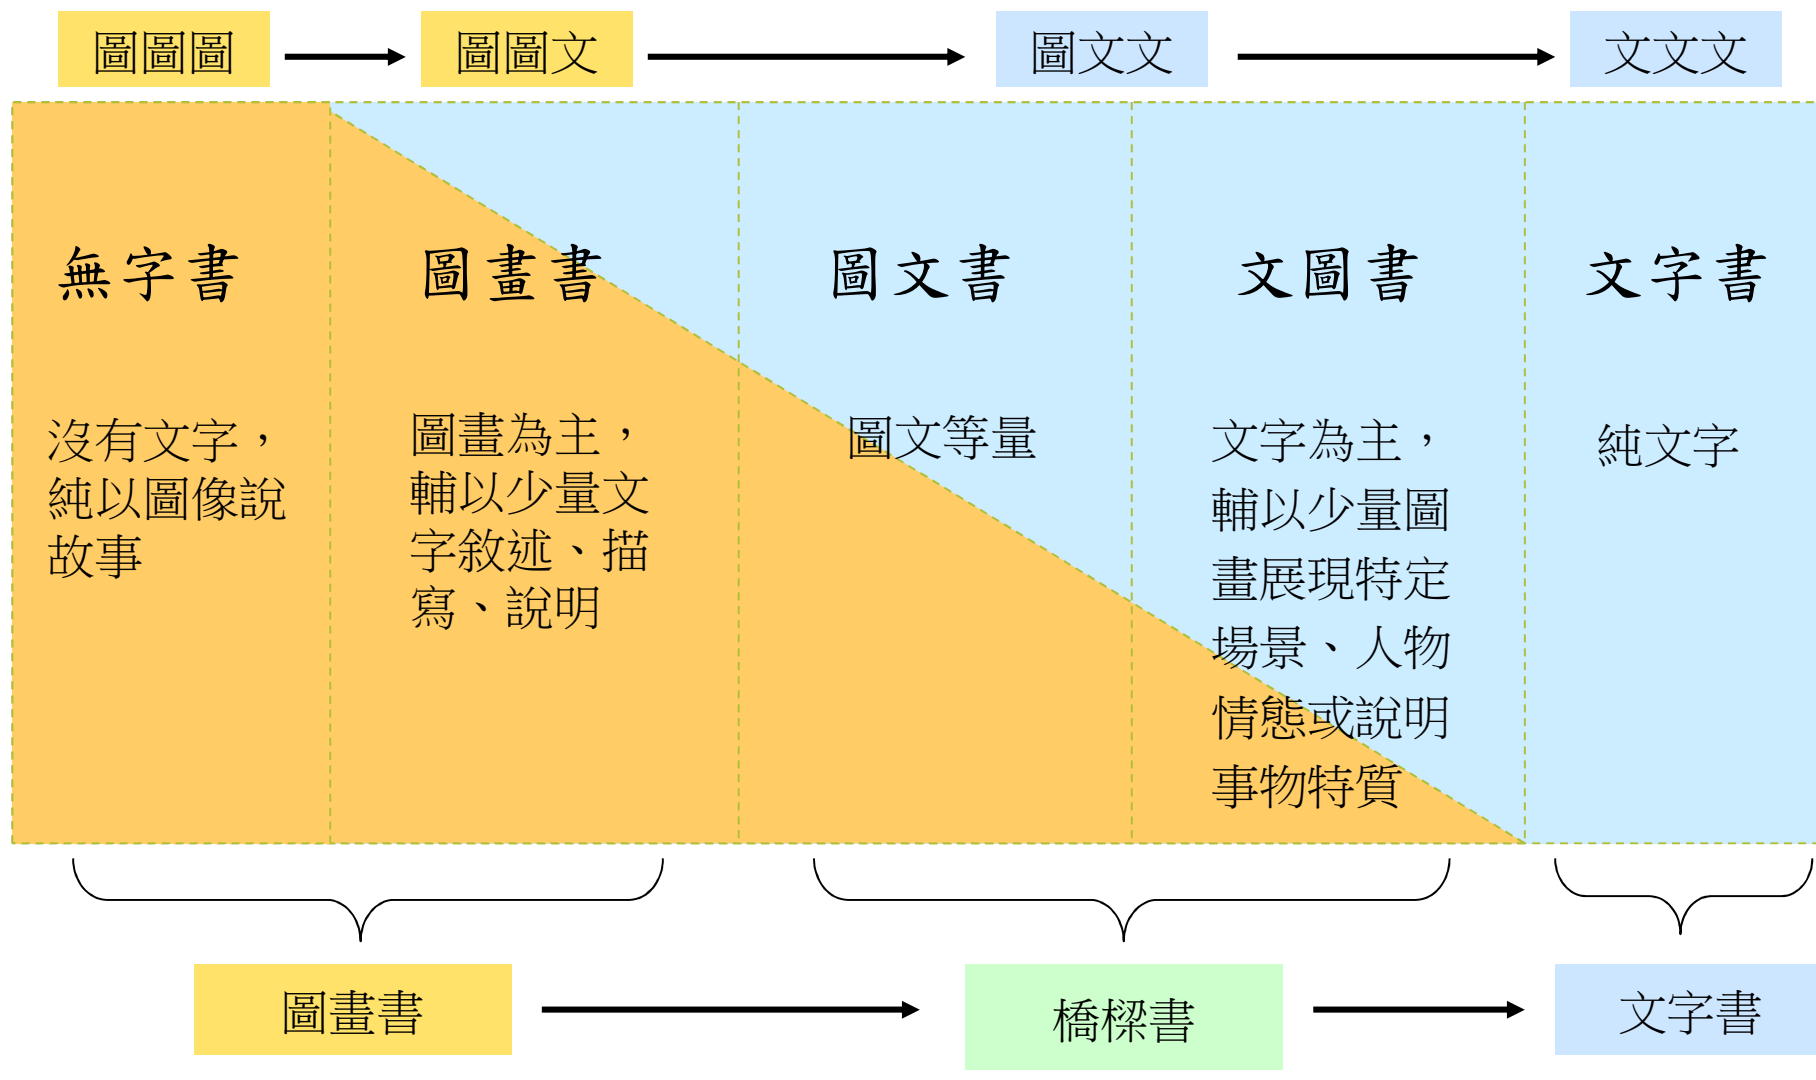 圖圖圖
圖圖文
圖文文
文文文
無字書
圖畫書
圖文書
文圖書
文字書
沒有文字，
純以圖像說
故事
圖畫為主，
輔以少量文
字敘述、描
寫、說明
圖文等量
文字為主，
輔以少量圖
畫展現特定
場景、人物
情態或說明
事物特質
純文字
圖畫書
橋樑書
文字書